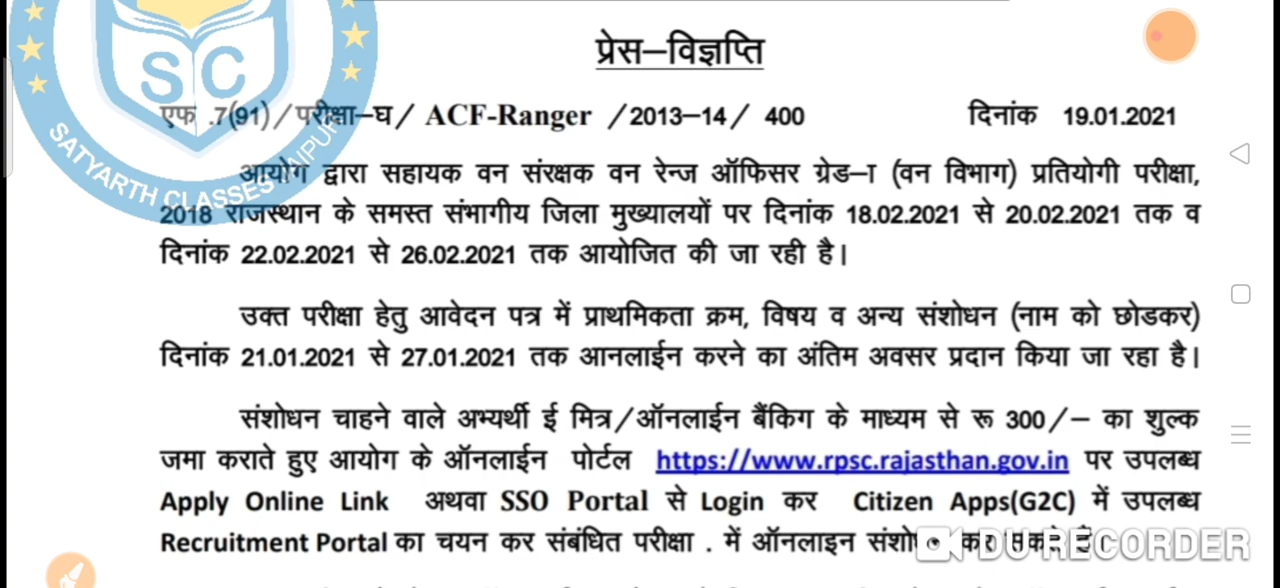 SC
SATYARTH CLASSES JAIPUR
प्रेस–विज्ञप्ति
एफ .7(91)/परीक्षा–घ/ ACF-Ranger /2013–14/ 400 दिनांक 19.01.2021
आयोग द्वारा सहायक वन संरक्षक वन रेन्ज ऑफिसर ग्रेड–I (वन विभाग) प्रतियोगी परीक्षा,
2018 राजस्थान के समस्त संभागीय जिला मुख्यालयों पर दिनांक 18.02.2021 से 20.02.2021 तक व
दिनांक 22.02.2021 से 26.02.2021 तक आयोजित की जा रही है।
उक्त परीक्षा हेतु आवेदन पत्र में प्राथमिकता क्रम, विषय व अन्य संशोधन (नाम को छोडकर)
दिनांक 21.01.2021 से 27.01.2021 तक आनलाईन करने का अंतिम अवसर प्रदान किया जा रहा है।
संशोधन चाहने वाले अभ्यर्थी ई मित्र/ऑनलाईन बैंकिग के माध्यम से रू 300/– का शुल्क
जमा कराते हुए आयोग के ऑनलाईन पोर्टल https://www.rpsc.rajasthan.gov.in पर उपलब्ध
Apply Online Link अथवा SSO Portal से Login कर Citizen Apps(G2C) में उपलब्ध
Recruitment Portal का चयन कर संबंधित परीक्षा . में ऑनलाइन
DU RECORDER